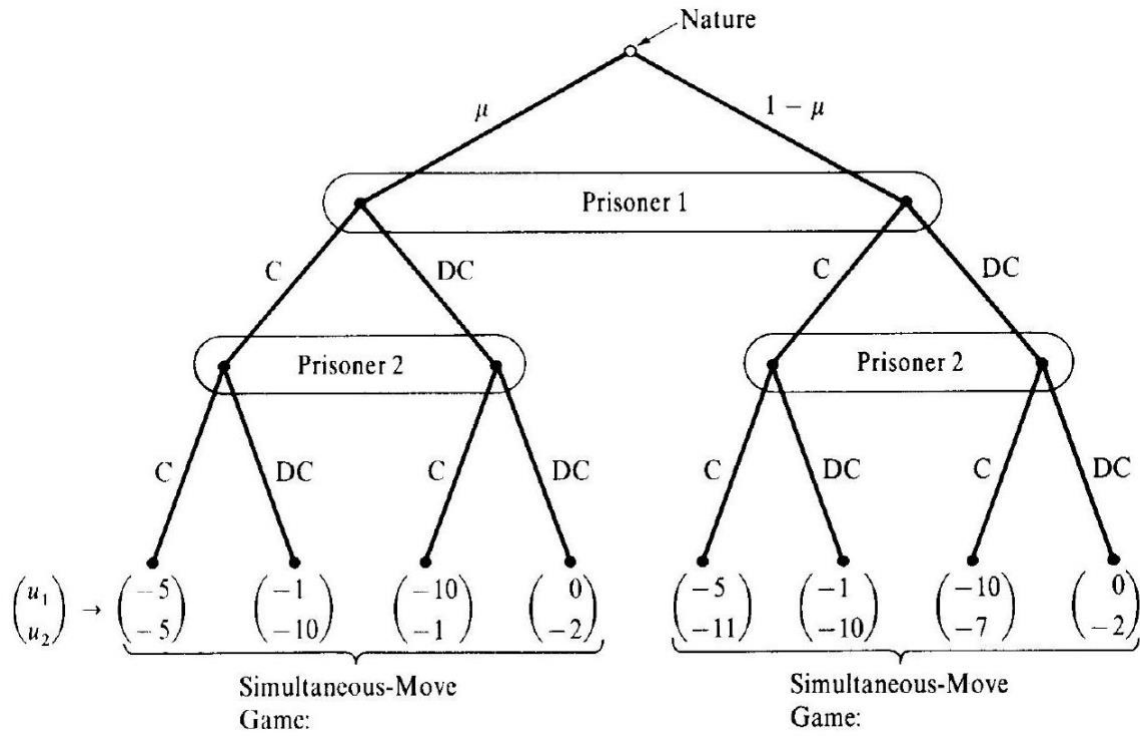 Nature
μ 1 − μ
Prisoner 1
C DC C DC
Prisoner 2 Prisoner 2
C DC C DC C DC C DC
(u₁ u₂) → (−5 −5) (−1 −10) (−10 −1) (0 −2) (−5 −11) (−1 −10) (−10 −7) (0 −2)
Simultaneous-Move
Game:
Simultaneous-Move
Game: